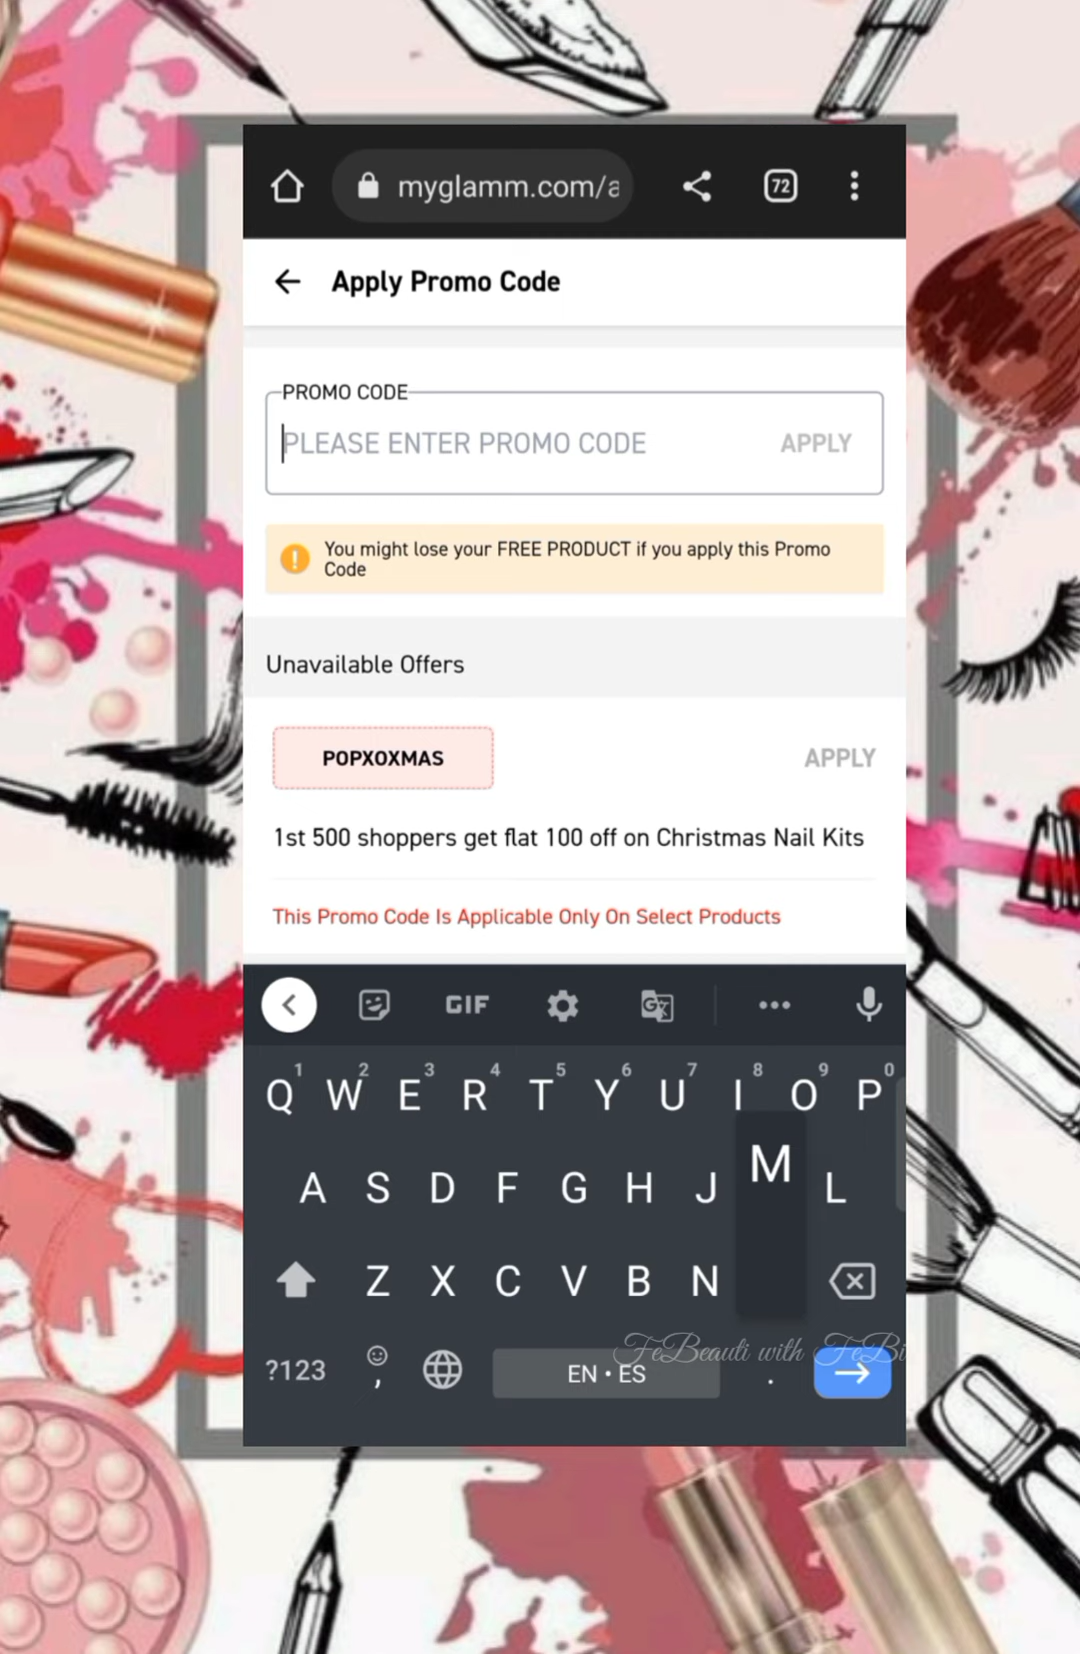 myglamm.com/a
72
Apply Promo Code
PROMO CODE
PLEASE ENTER PROMO CODE
APPLY
You might lose your FREE PRODUCT if you apply this Promo
Code
Unavailable Offers
POPXOXMAS
APPLY
1st 500 shoppers get flat 100 off on Christmas Nail Kits
This Promo Code Is Applicable Only On Select Products
GIF
1 2 3 4 5 6 7 8 9 0
Q W E R T Y U I O P
A S D F G H J L
M
Z X C V B N
FeBeauti with FeBi
?123 , EN • ES .